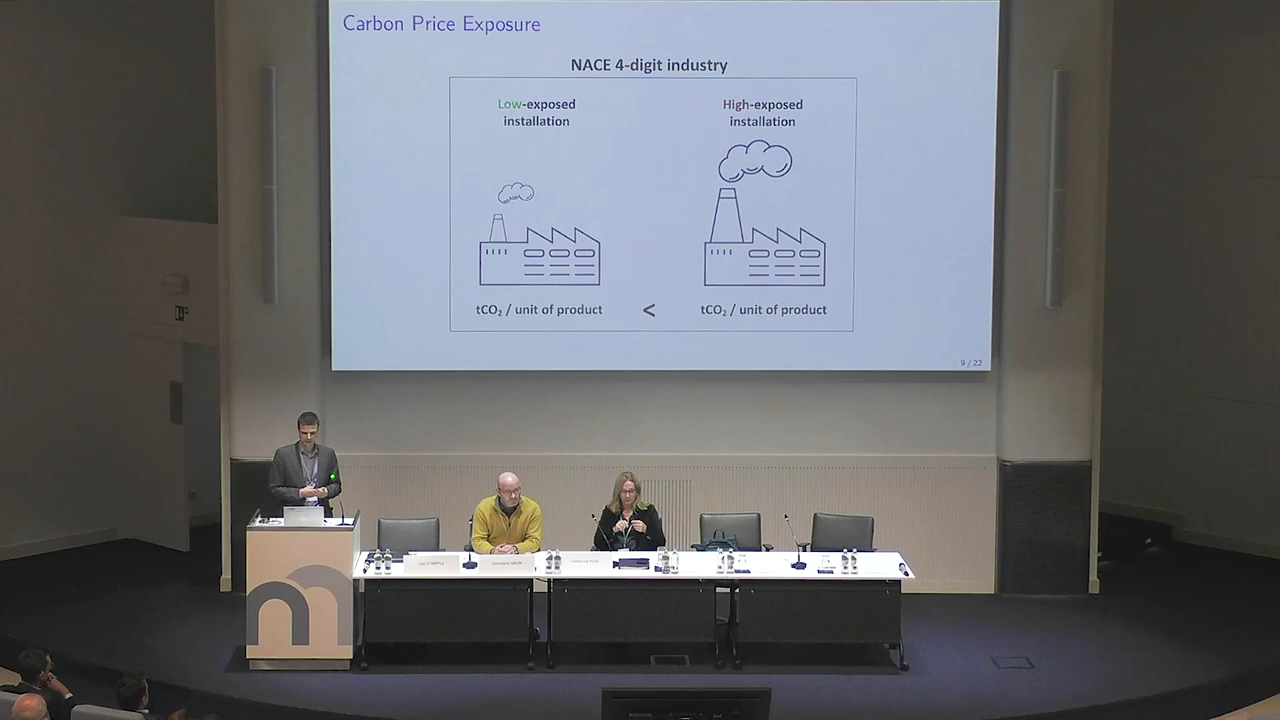 Carbon Price Exposure
NACE 4-digit industry
Low-exposed
installation
High-exposed
installation
tCO₂ / unit of product
<
tCO₂ / unit of product
9 / 22